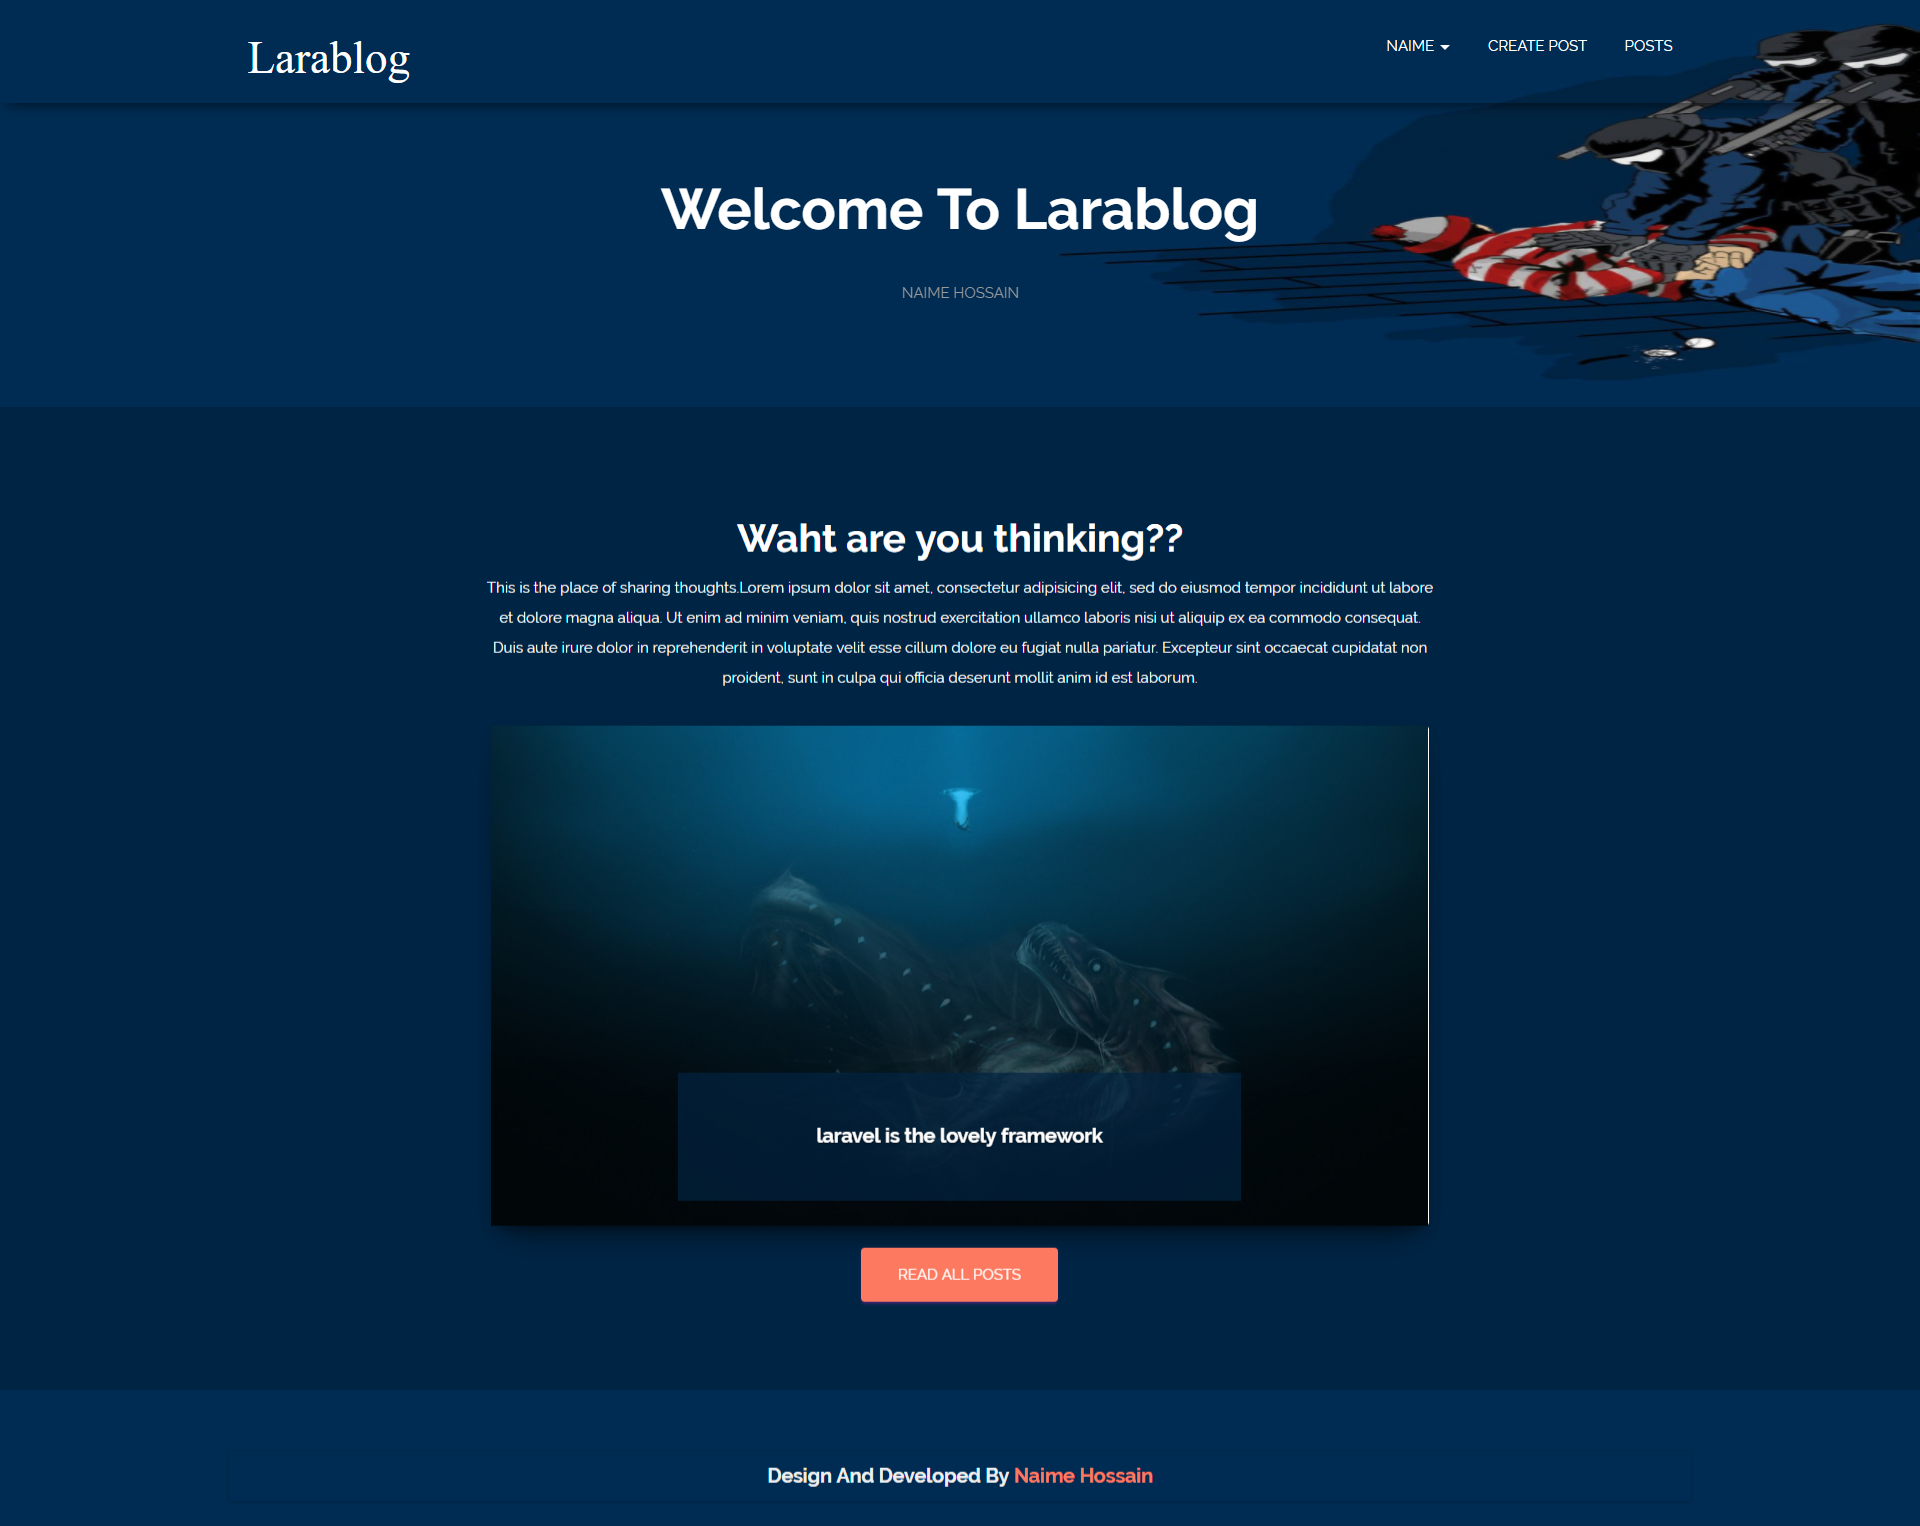 Larablog
NAIME
CREATE POST
POSTS
Welcome To Larablog
NAIME HOSSAIN
Waht are you thinking??
This is the place of sharing thoughts.Lorem ipsum dolor sit amet, consectetur adipisicing elit, sed do eiusmod tempor incididunt ut labore
et dolore magna aliqua. Ut enim ad minim veniam, quis nostrud exercitation ullamco laboris nisi ut aliquip ex ea commodo consequat.
Duis aute irure dolor in reprehenderit in voluptate velit esse cillum dolore eu fugiat nulla pariatur. Excepteur sint occaecat cupidatat non
proident, sunt in culpa qui officia deserunt mollit anim id est laborum.
laravel is the lovely framework
READ ALL POSTS
Design And Developed By Naime Hossain